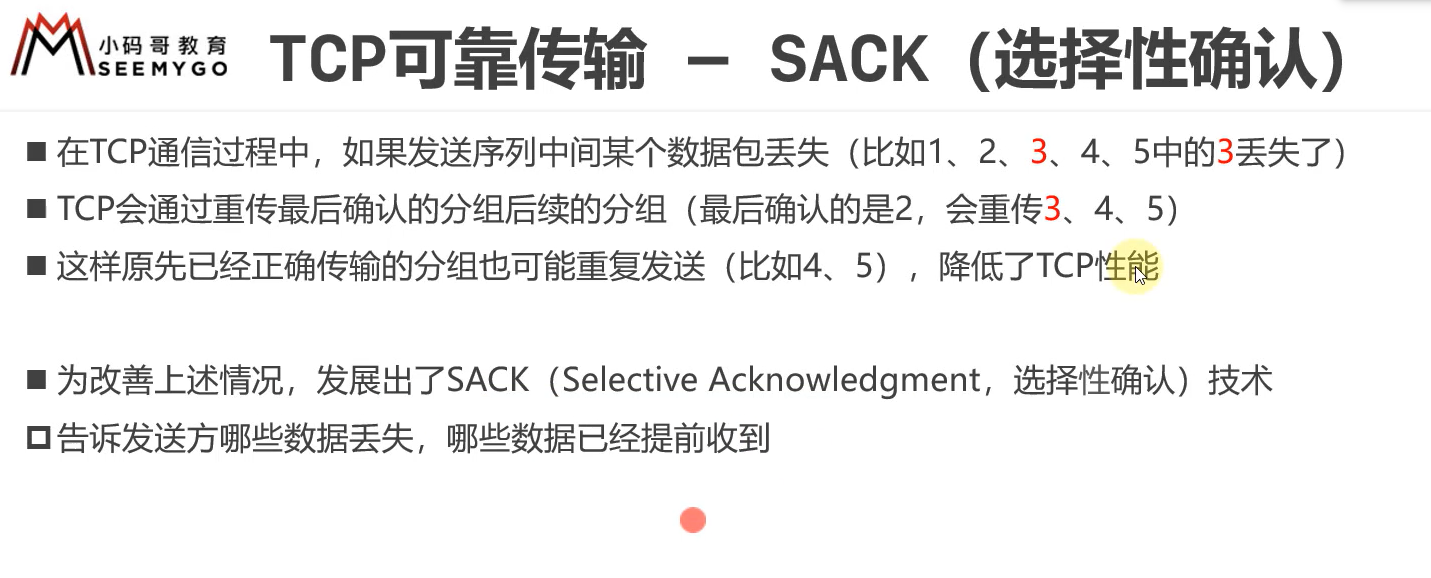 小码哥教育
SEEMYGO
TCP可靠传输 – SACK（选择性确认）
在TCP通信过程中，如果发送序列中间某个数据包丢失（比如1、2、3、4、5中的3丢失了）
TCP会通过重传最后确认的分组后续的分组（最后确认的是2，会重传3、4、5）
这样原先已经正确传输的分组也可能重复发送（比如4、5），降低了TCP性能
为改善上述情况，发展出了SACK（Selective Acknowledgment，选择性确认）技术
告诉发送方哪些数据丢失，哪些数据已经提前收到